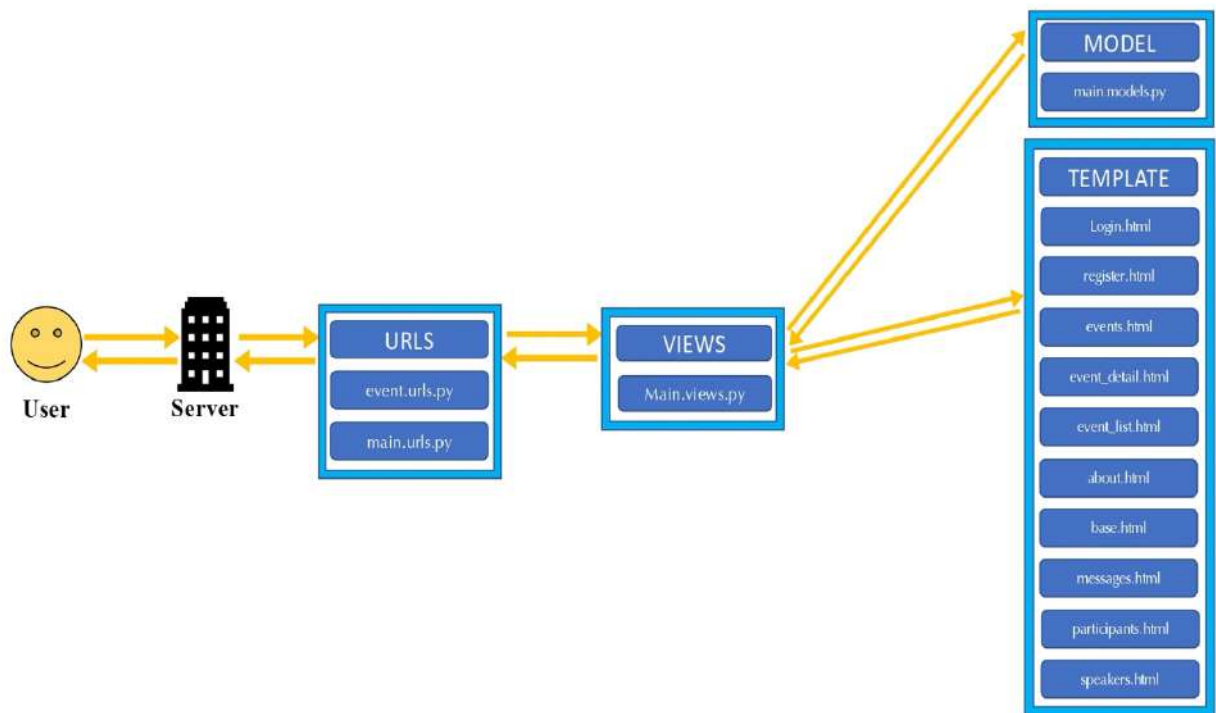 User
Server
URLS
event.urls.py
main.urls.py
VIEWS
Main.views.py
MODEL
main.models.py
TEMPLATE
Login.html
register.html
events.html
event_detail.html
event_list.html
about.html
base.html
messages.html
participants.html
speakers.html